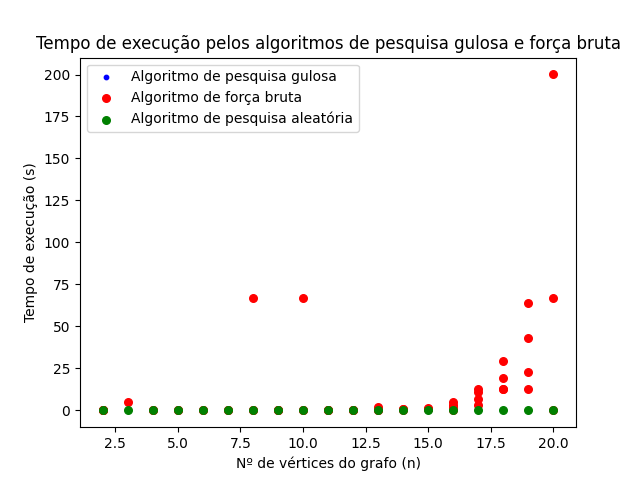 Tempo de execução pelos algoritmos de pesquisa gulosa e força bruta
Algoritmo de pesquisa gulosa
Algoritmo de força bruta
Algoritmo de pesquisa aleatória
200
175
150
125
100
75
50
25
0
Tempo de execução (s)
2.5 5.0 7.5 10.0 12.5 15.0 17.5 20.0
Nº de vértices do grafo (n)